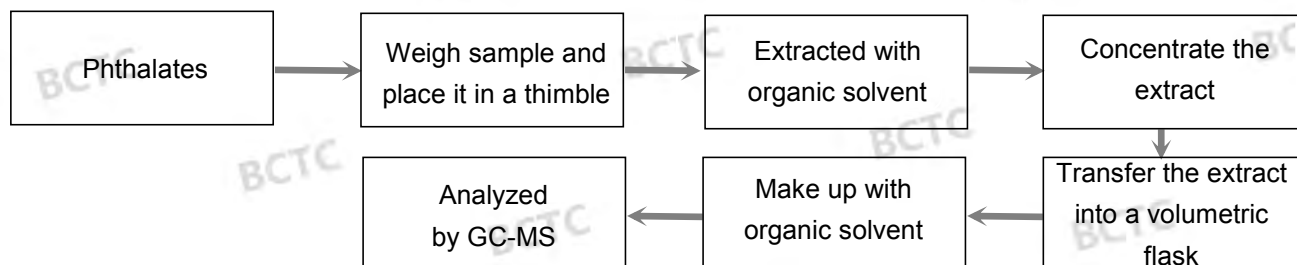 Phthalates
Weigh sample and
place it in a thimble
Extracted with
organic solvent
Concentrate the
extract
Transfer the extract
into a volumetric
flask
Make up with
organic solvent
Analyzed
by GC-MS
BCTC
BCTC
BCTC
BCTC
BCTC
BCTC
BC